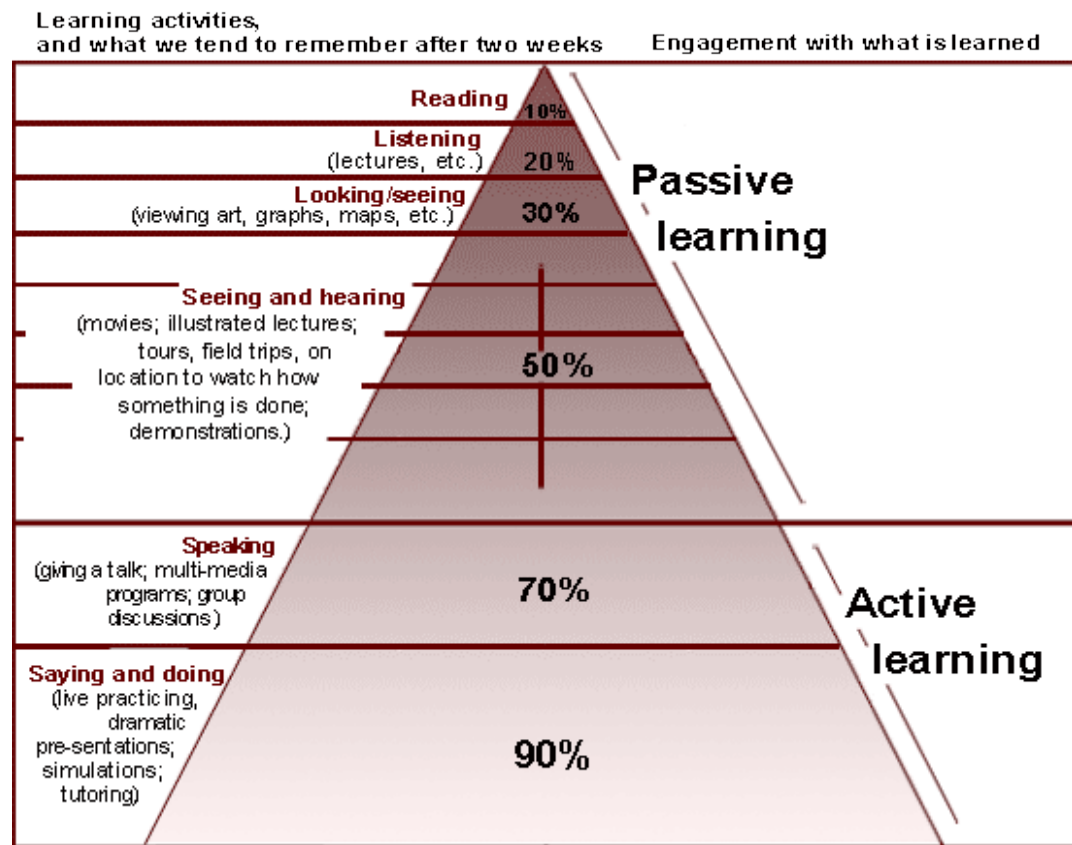 Learning activities,
and what we tend to remember after two weeks
Engagement with what is learned
Reading
10%
Listening
(lectures, etc.)
20%
Looking/seeing
(viewing art, graphs, maps, etc.)
30%
Passive
learning
Seeing and hearing
(movies; illustrated lectures;
tours, field trips, on
location to watch how
something is done;
demonstrations.)
50%
Speaking
(giving a talk; multi-media
programs; group
discussions)
70%
Active
learning
Saying and doing
(live practicing,
dramatic
pre-sentations;
simulations;
tutoring)
90%